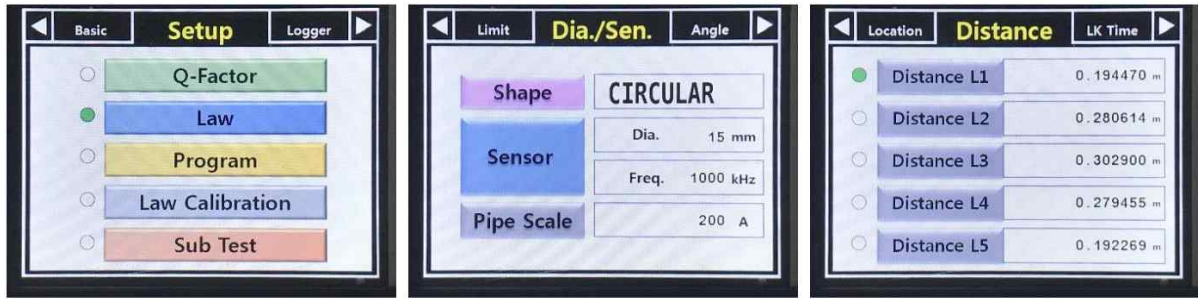 Basic Setup Logger
Q-Factor
Law
Program
Law Calibration
Sub Test
Limit Dia./Sen. Angle
Shape CIRCULAR
Sensor
Dia. 15 mm
Freq. 1000 kHz
Pipe Scale 200 A
Location Distance LK Time
Distance L1 0.194470 m
Distance L2 0.280614 m
Distance L3 0.302900 m
Distance L4 0.279455 m
Distance L5 0.192269 m